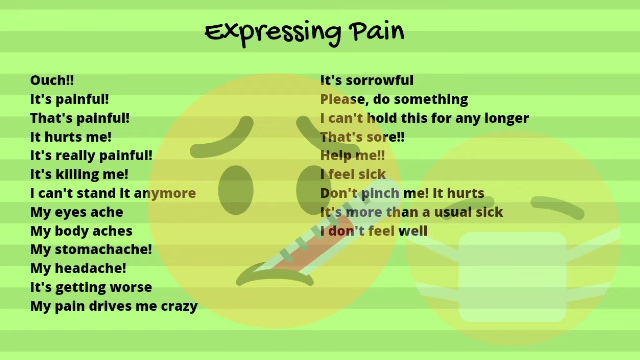 Expressing Pain
Ouch!!
It's painful!
That's painful!
It hurts me!
It's really painful!
It's killing me!
I can't stand it anymore
My eyes ache
My body aches
My stomachache!
My headache!
It's getting worse
My pain drives me crazy
It's sorrowful
Please, do something
I can't hold this for any longer
That's sore!!
Help me!!
I feel sick
Don't pinch me! It hurts
It's more than a usual sick
I don't feel well